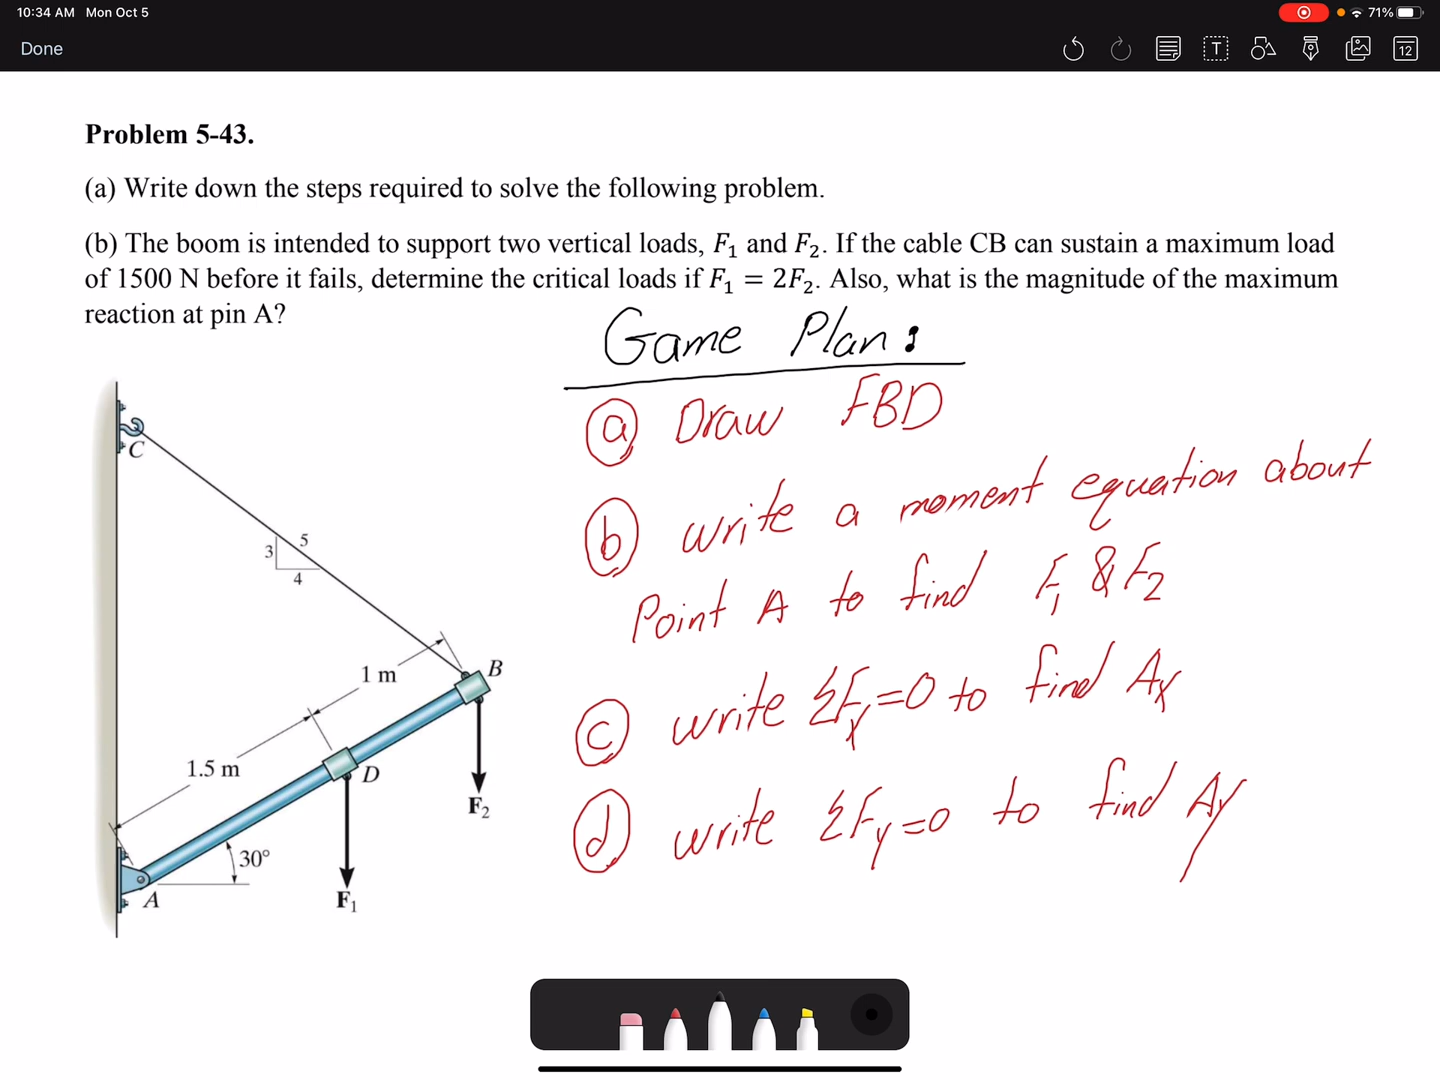 10:34 AM Mon Oct 5
71%
Done
T
12
Problem 5-43.
(a) Write down the steps required to solve the following problem.
(b) The boom is intended to support two vertical loads, F₁ and F₂. If the cable CB can sustain a maximum load
of 1500 N before it fails, determine the critical loads if F₁ = 2F₂. Also, what is the magnitude of the maximum
reaction at pin A?
Game Plan:
(a) Draw FBD
(b) write a moment equation about
Point A to find F₁ & F₂
(c) write ΣFx=0 to find Ax
(d) write ΣFy=0 to find Ay
C
3
5
4
1 m
B
1.5 m
D
F₂
30°
A
F₁